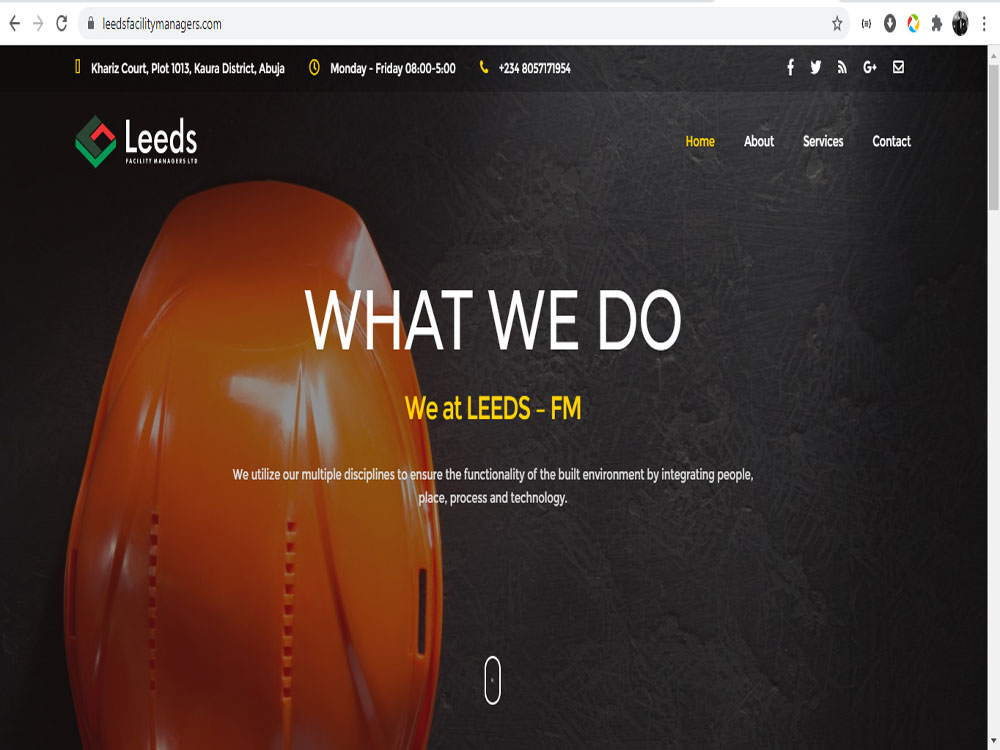 leedsfacilitymanagers.com
Khariz Court, Plot 1013, Kaura District, Abuja Monday - Friday 08:00-5:00 +234 8057171954
Leeds
FACILITY MANAGERS LTD
Home About Services Contact
WHAT WE DO
We at LEEDS – FM
We utilize our multiple disciplines to ensure the functionality of the built environment by integrating people,
place, process and technology.